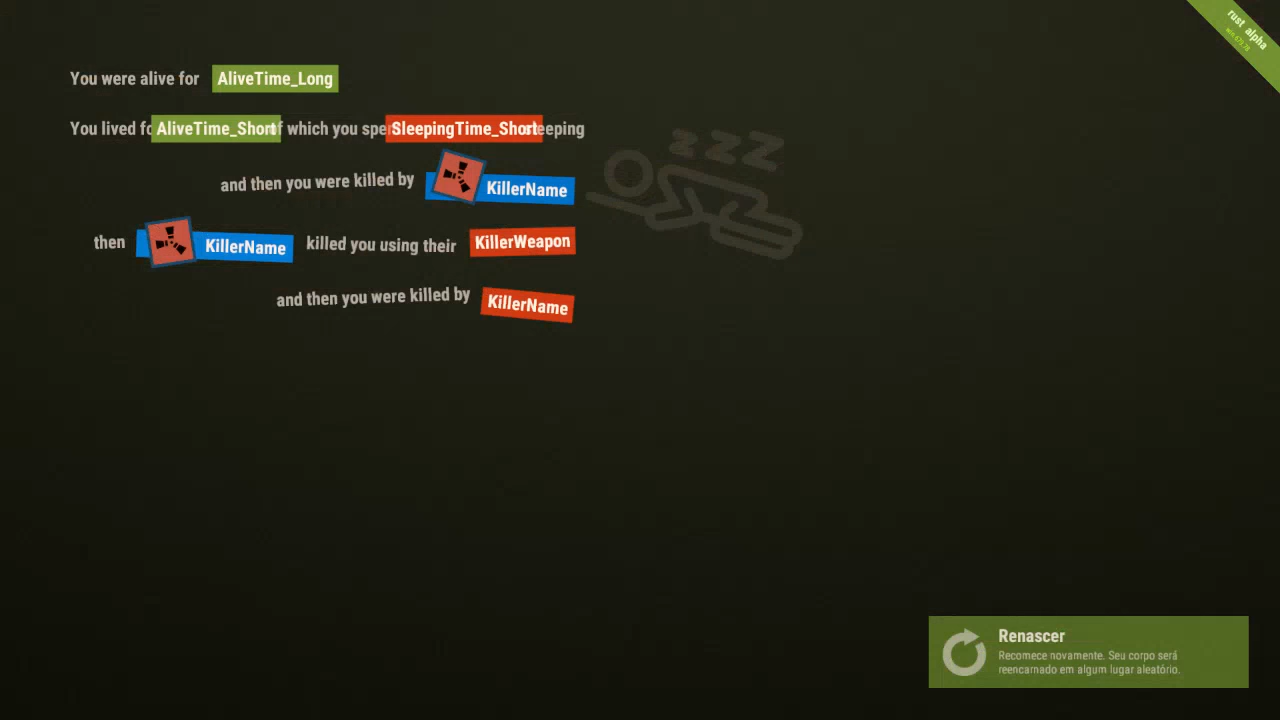 You were alive for AliveTime_Long
You lived fo AliveTime_Short of which you spe SleepingTime_Short eeping
and then you were killed by KillerName
then KillerName killed you using their KillerWeapon
and then you were killed by KillerName
zzz
rust alpha
Renascer
Recomece novamente. Seu corpo será
reencarnado em algum lugar aleatório.